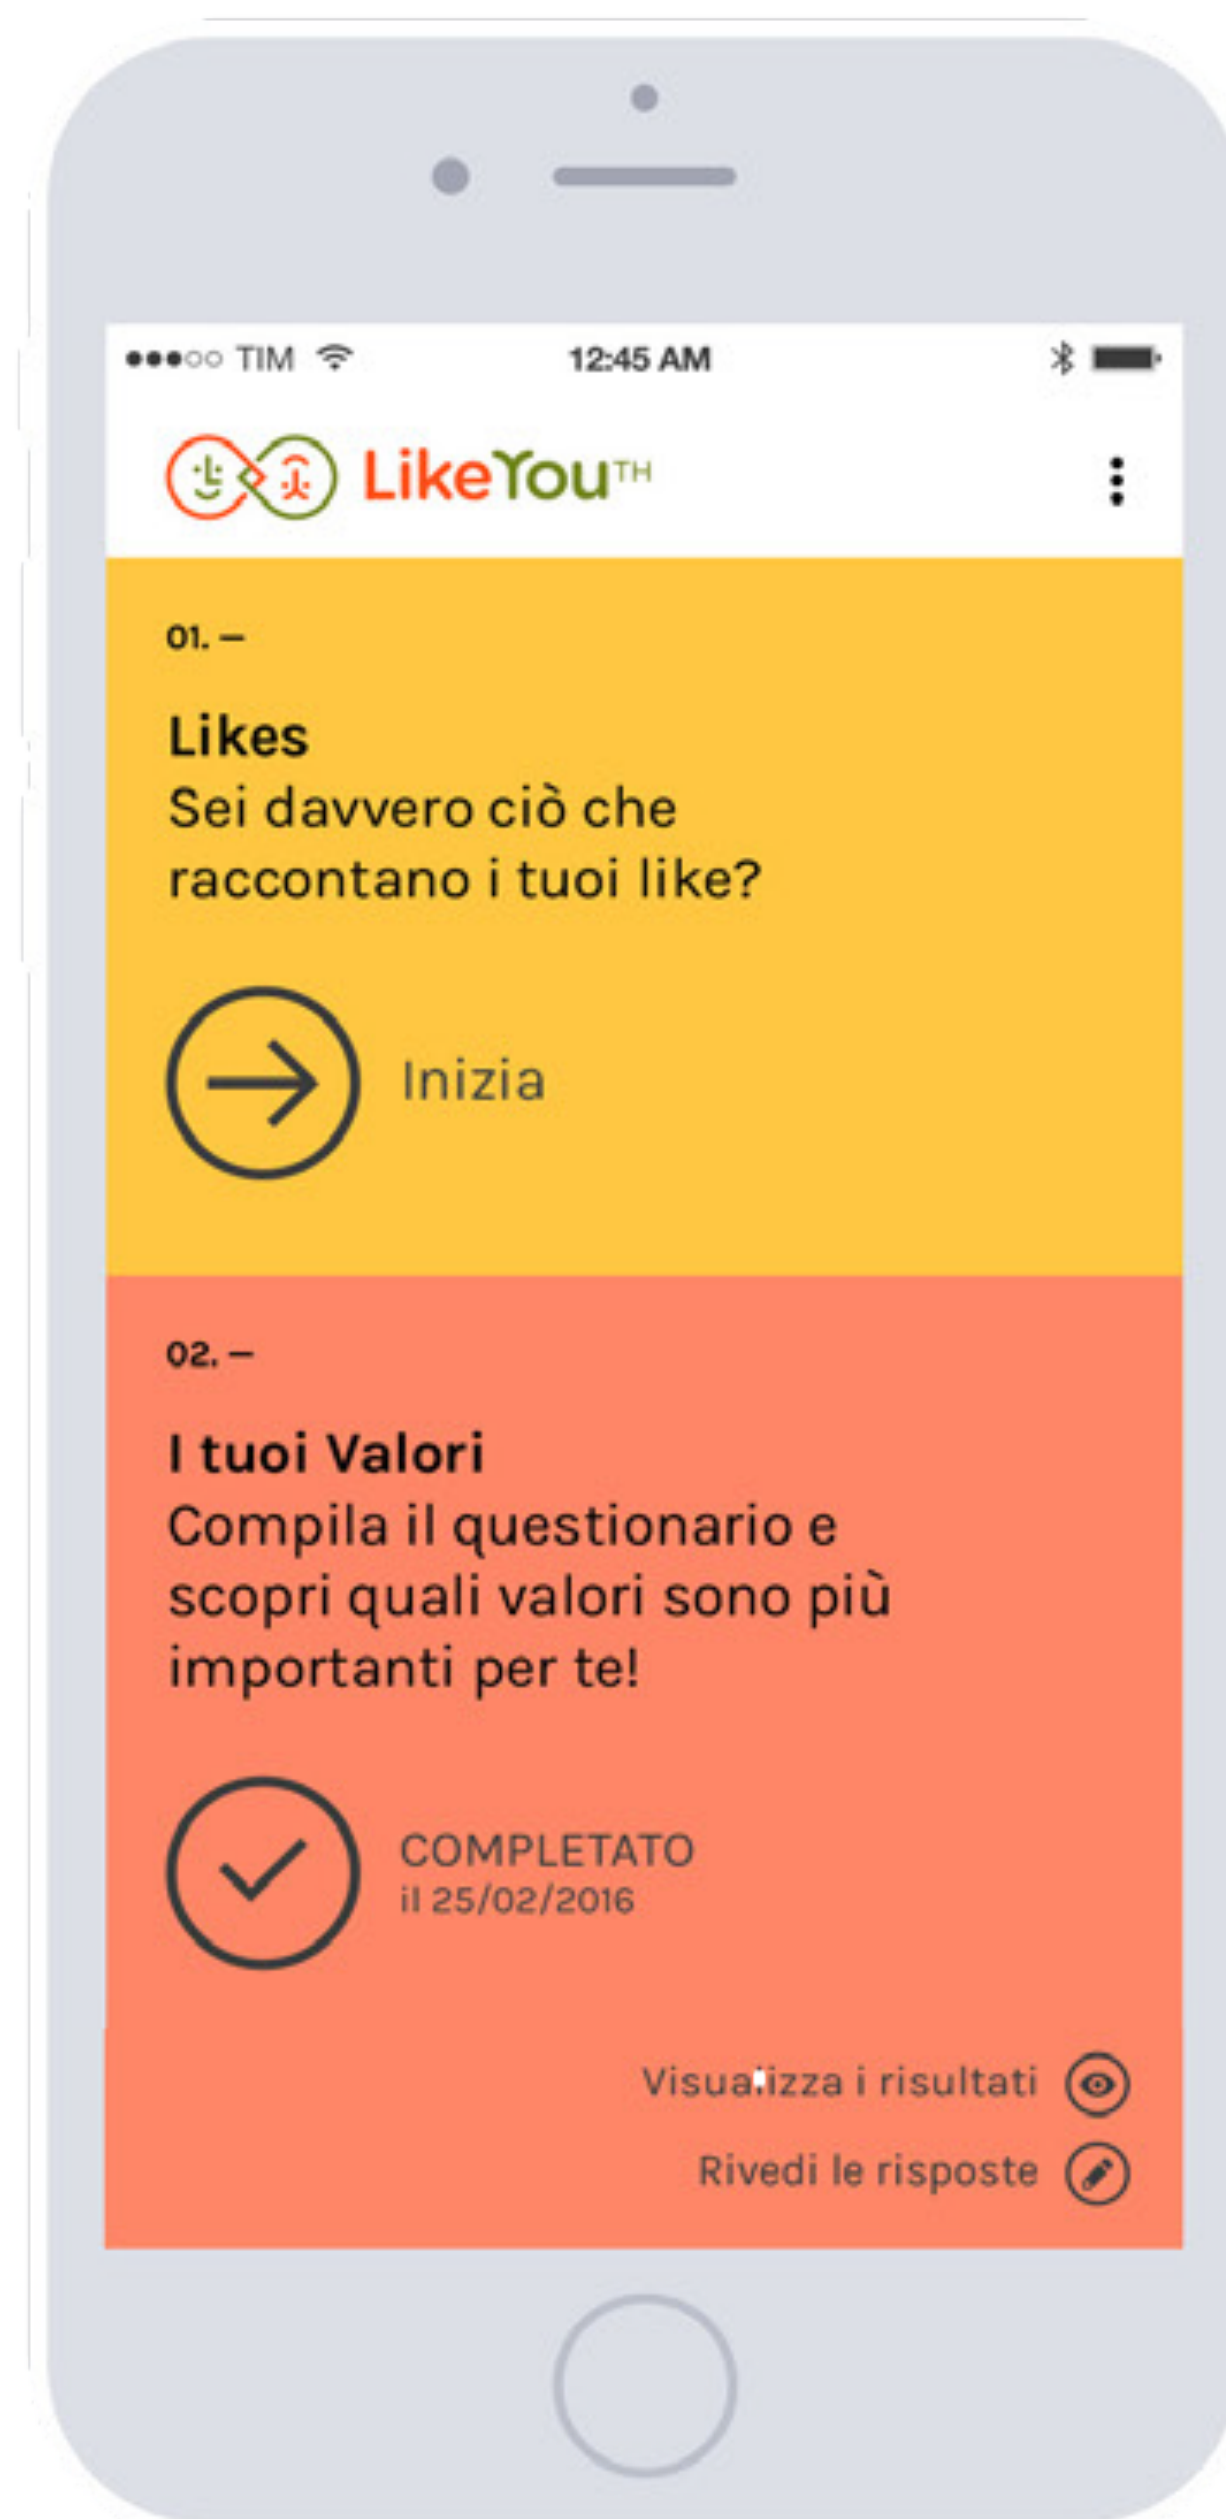 TIM 12:45 AM
LikeYouTH
01. —
Likes
Sei davvero ciò che
raccontano i tuoi like?
Inizia
02. —
I tuoi Valori
Compila il questionario e
scopri quali valori sono più
importanti per te!
COMPLETATO
il 25/02/2016
Visualizza i risultati
Rivedi le risposte